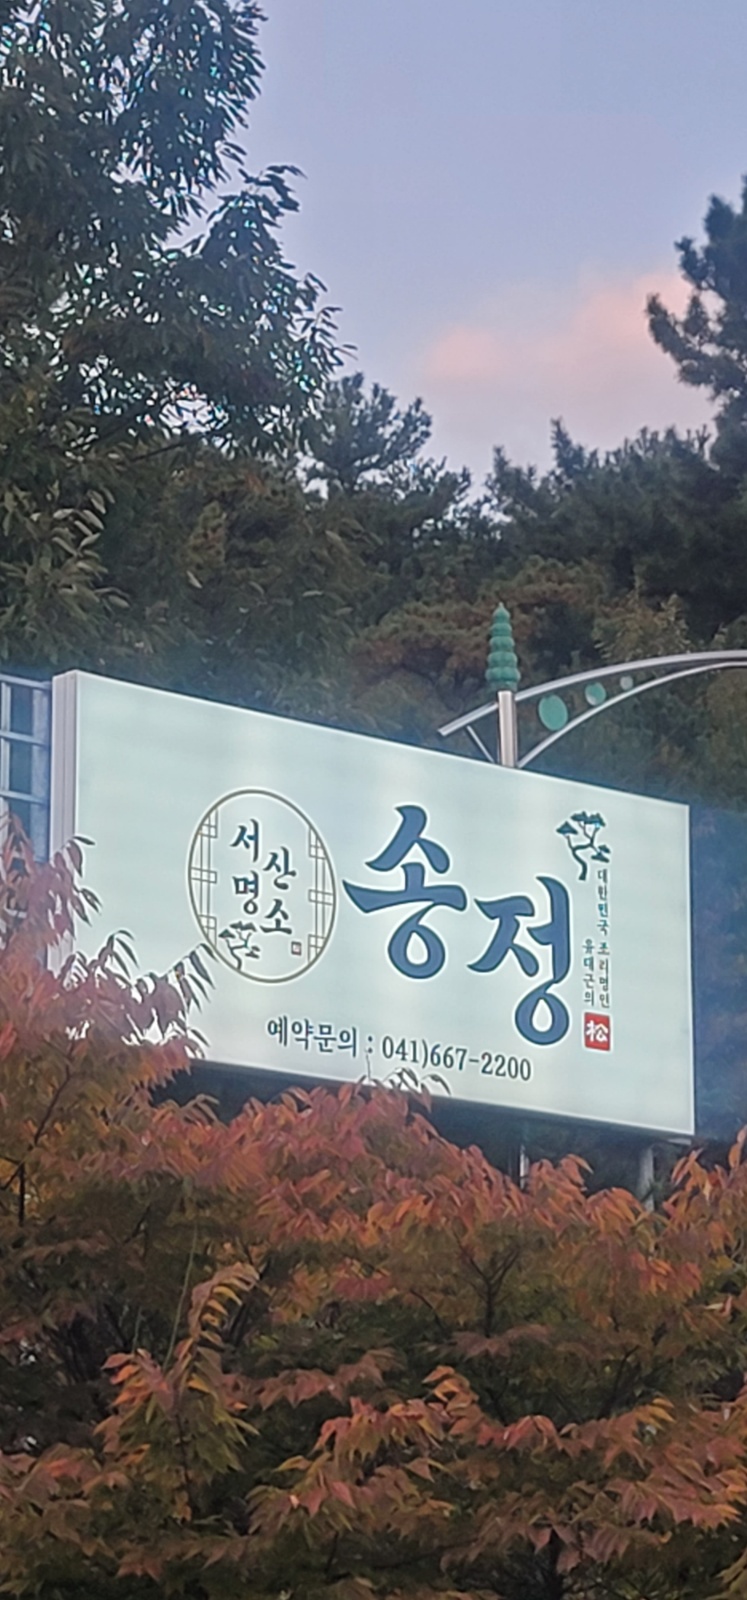 서산
명소
송정
대한민국 조리명인
유대근의
松
예약문의 : 041)667-2200